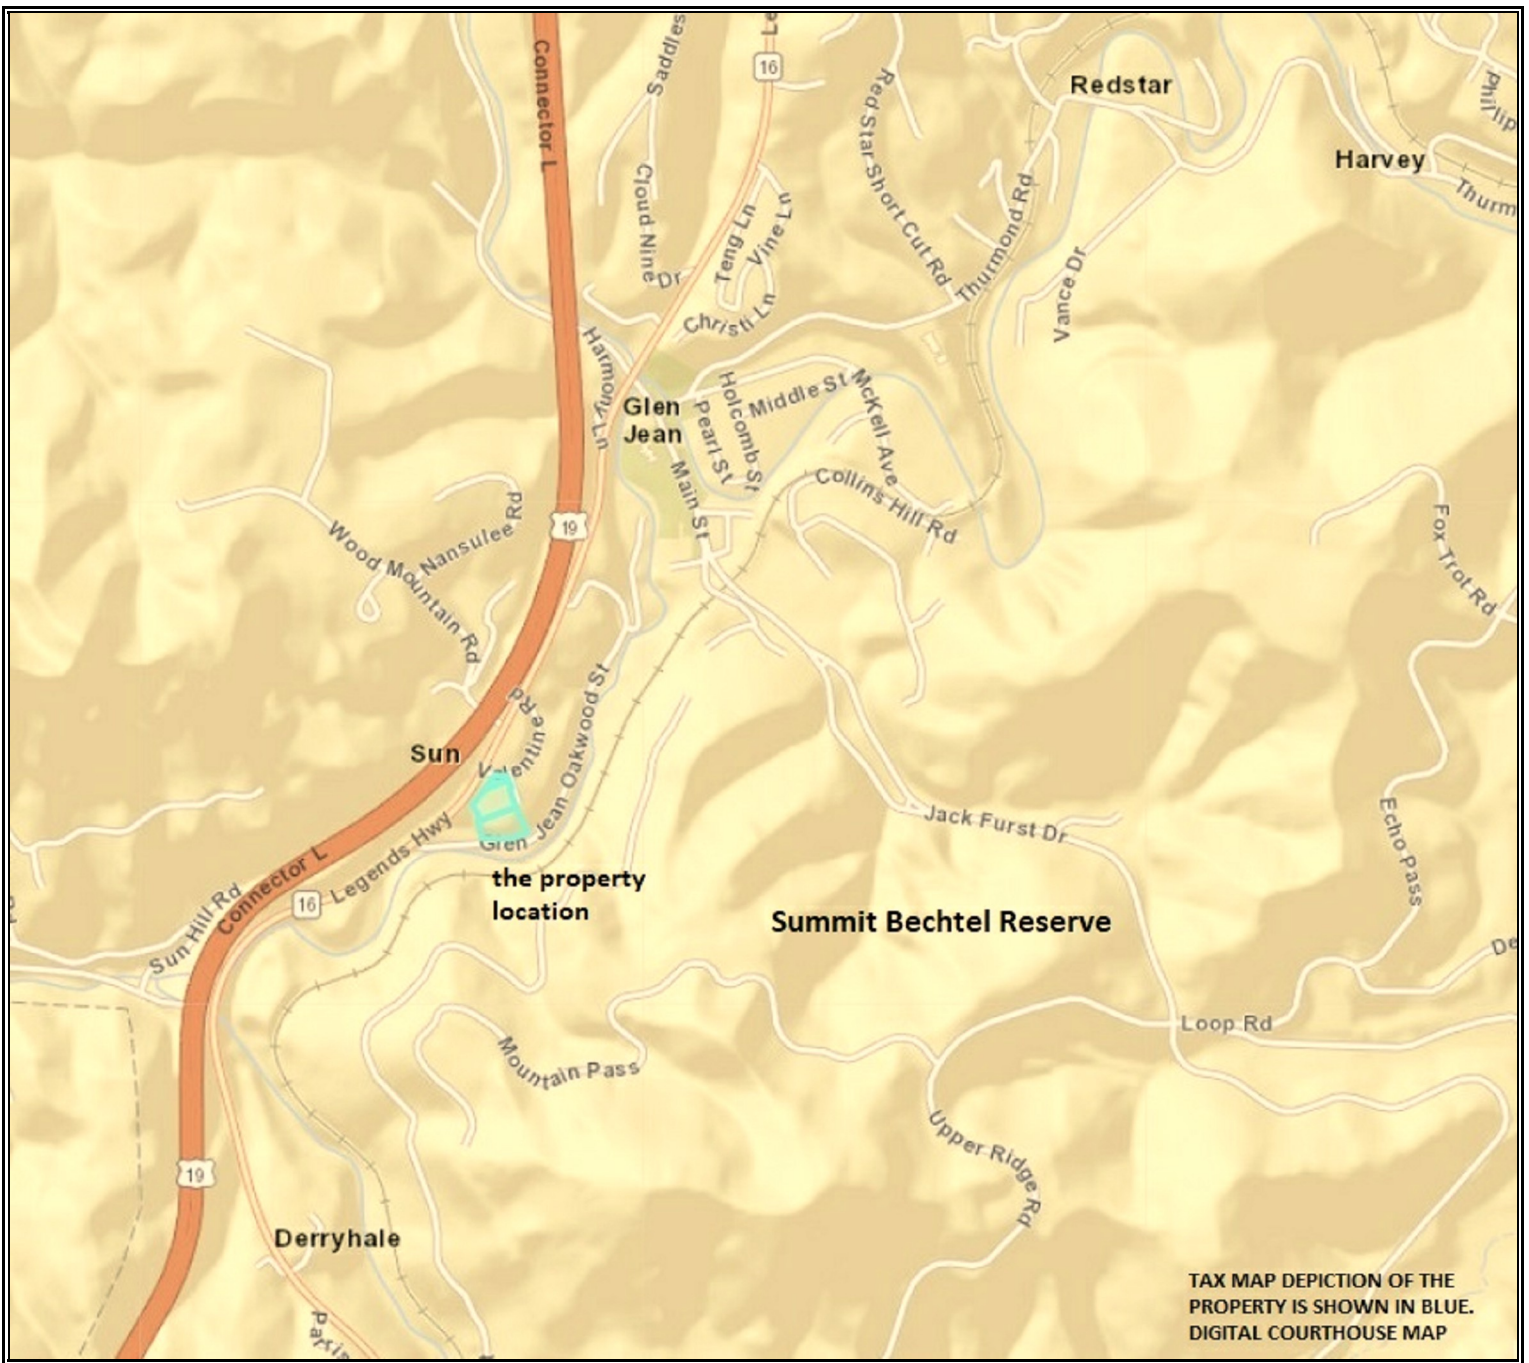 Connector L
Saddles
16
Redstar
Phillip
Harvey
Red Star Short Cut Rd
Cloud Nine Dr
Teng Ln
Vine Ln
Thurmond Rd
Thurm
Vance Dr
Christi Ln
Harmony Ln
Glen
Jean
Holcomb St
Middle St
McKell Ave
Pearl St
Main St
Collins Hill Rd
19
Fox Trot Rd
Wood Mountain Rd
Nansulee Rd
Sun
Valentine Rd
Glen Jean Oakwood St
Jack Furst Dr
Echo Pass
Legends Hwy
Connector L
16
Sun Hill Rd
the property
location
Summit Bechtel Reserve
De
Loop Rd
Mountain Pass
Upper Ridge Rd
19
Derryhale
TAX MAP DEPICTION OF THE
PROPERTY IS SHOWN IN BLUE.
DIGITAL COURTHOUSE MAP